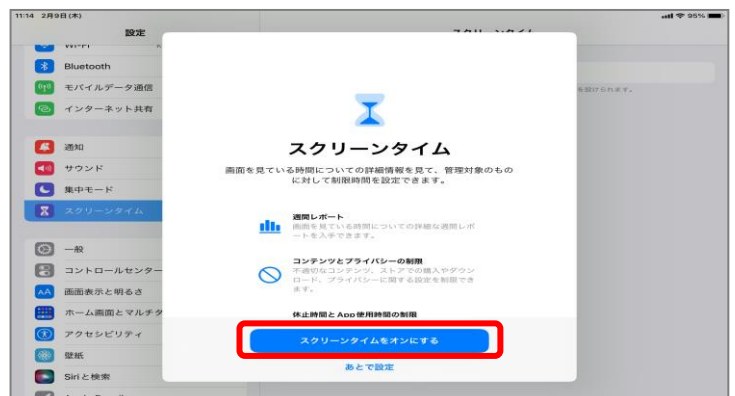 11:14 2月9日(木)
95%
設定
Wi-Fi
Bluetooth
モバイルデータ通信
インターネット共有
通知
サウンド
集中モード
スクリーンタイム
一般
コントロールセンター
画面表示と明るさ
ホーム画面とマルチタ
アクセシビリティ
壁紙
Siriと検索
スクリーンタイム
を設けられます。
スクリーンタイム
画面を見ている時間についての詳細情報を見て、管理対象のもの
に対して制限時間を設定できます。
週間レポート
画面を見ている時間についての詳細な週間レポ
ートを入手できます。
コンテンツとプライバシーの制限
不適切なコンテンツ、ストアでの購入やダウン
ロード、プライバシーに関する設定を制限でき
ます。
休止時間とApp使用時間の制限
スクリーンタイムをオンにする
あとで設定